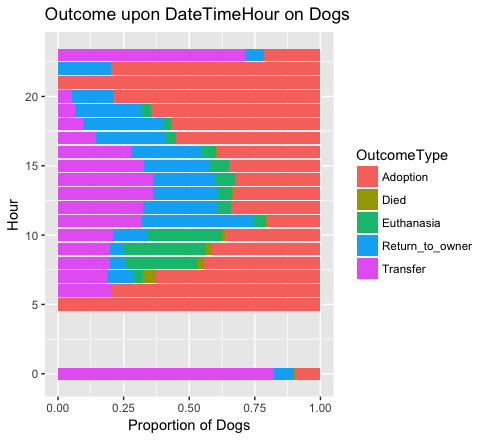 Outcome upon DateTimeHour on Dogs
Hour
20
15
10
5
0
0.00 0.25 0.50 0.75 1.00
Proportion of Dogs
OutcomeType
Adoption
Died
Euthanasia
Return_to_owner
Transfer